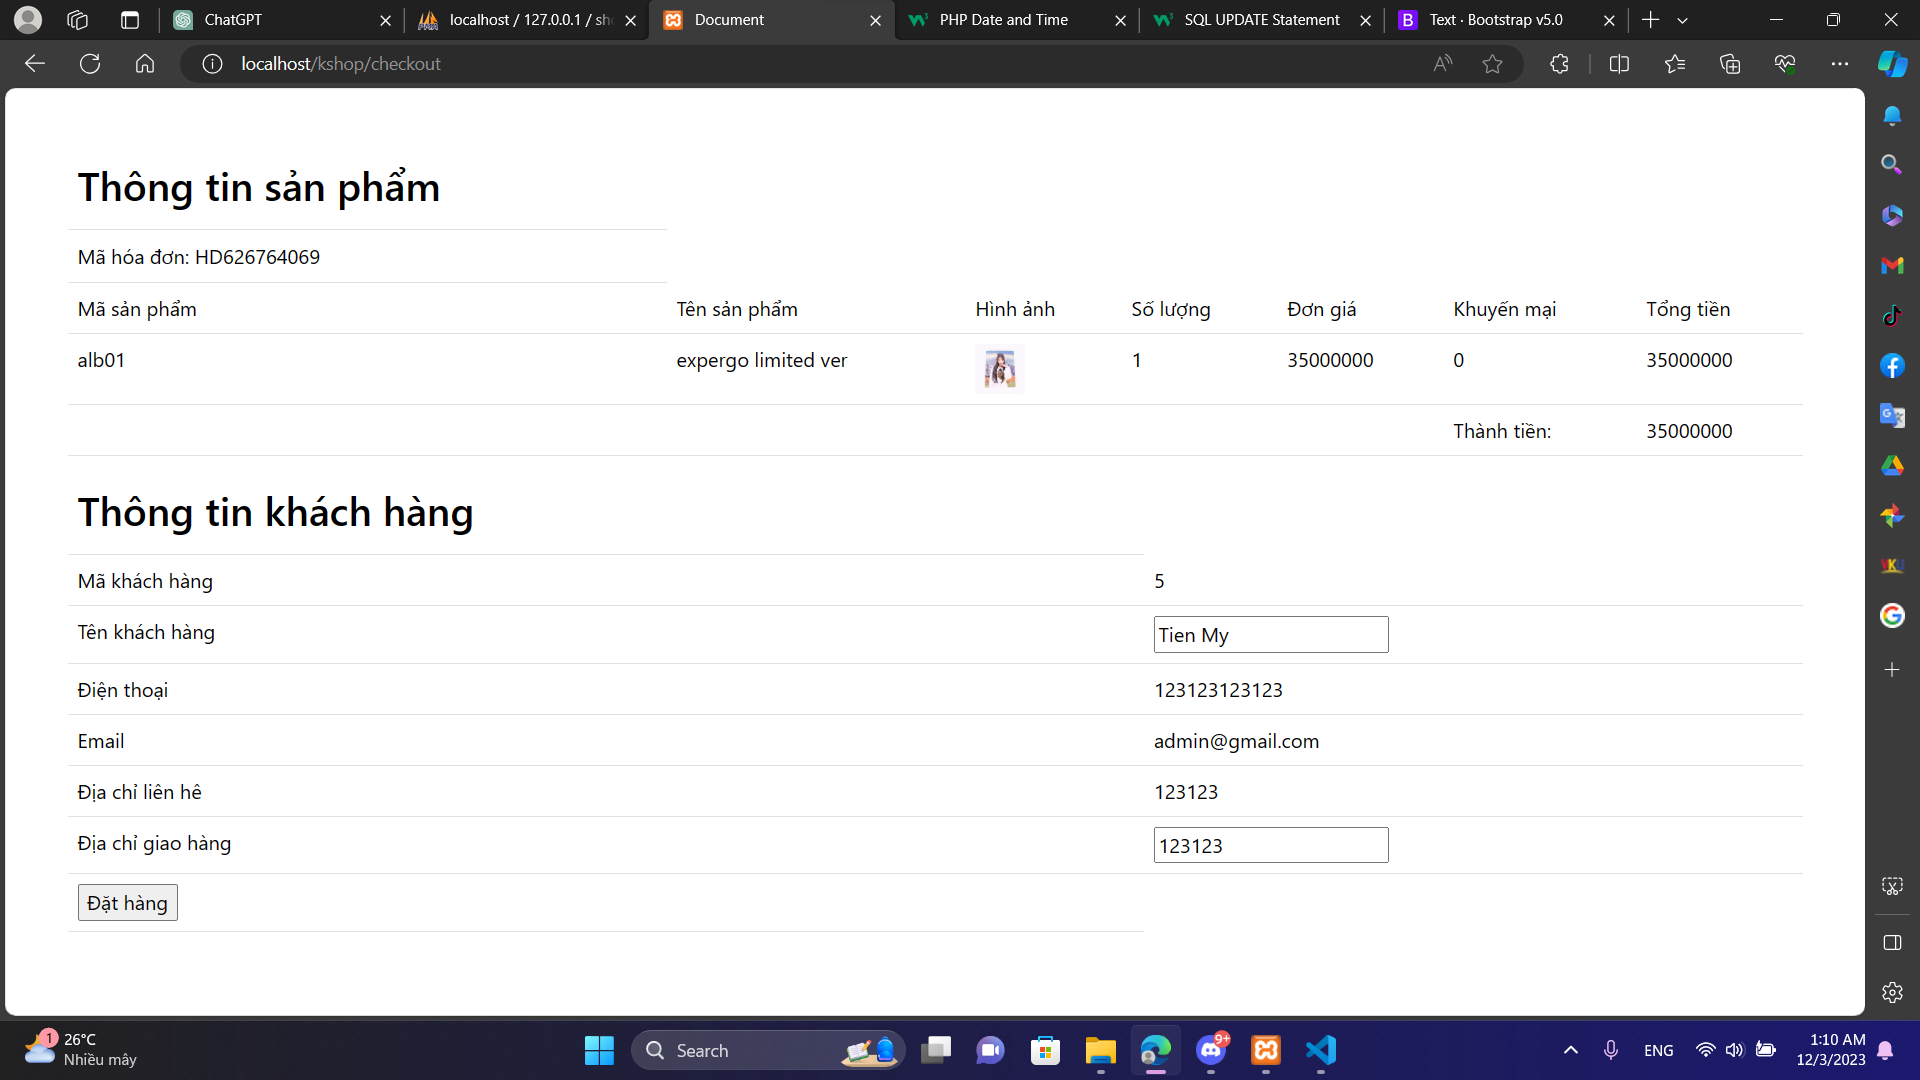 ChatGPT
localhost / 127.0.0.1 / sh
Document
PHP Date and Time
SQL UPDATE Statement
Text · Bootstrap v5.0
localhost/kshop/checkout
Thông tin sản phẩm
Mã hóa đơn: HD626764069
Mã sản phẩm Tên sản phẩm Hình ảnh Số lượng Đơn giá Khuyến mại Tổng tiền
alb01 expergo limited ver 1 35000000 0 35000000
Thành tiền: 35000000
Thông tin khách hàng
Mã khách hàng 5
Tên khách hàng Tien My
Điện thoại 123123123123
Email admin@gmail.com
Địa chỉ liên hê 123123
Địa chỉ giao hàng 123123
Đặt hàng
1
26°C
Nhiều mây
Search
9+
ENG
1:10 AM
12/3/2023